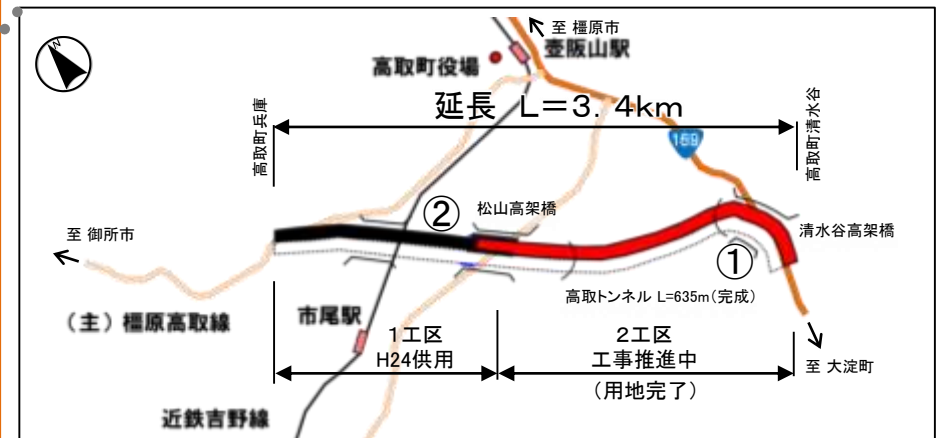 N
至 橿原市
壺阪山駅
高取町役場
延長 L=3.4km
高取町兵庫
高取町清水谷
169
②
松山高架橋
清水谷高架橋
①
至 御所市
高取トンネル L=635m(完成)
(主)橿原高取線
市尾駅
1工区
H24供用
2工区
工事推進中
(用地完了)
至 大淀町
近鉄吉野線